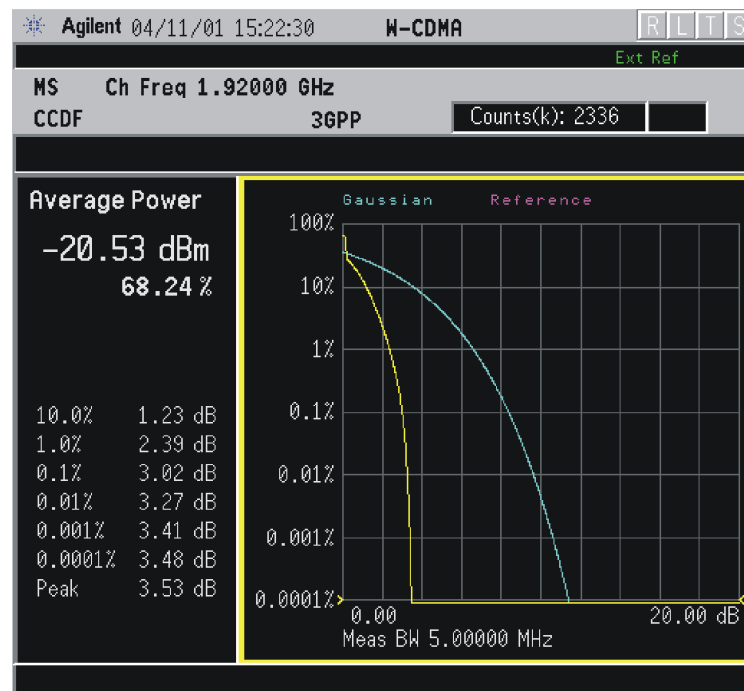 Agilent 04/11/01 15:22:30 W-CDMA R L T S
Ext Ref
MS Ch Freq 1.92000 GHz
CCDF 3GPP Counts(k): 2336
Average Power
-20.53 dBm
68.24%
10.0% 1.23 dB
1.0% 2.39 dB
0.1% 3.02 dB
0.01% 3.27 dB
0.001% 3.41 dB
0.0001% 3.48 dB
Peak 3.53 dB
Gaussian Reference
100%
10%
1%
0.1%
0.01%
0.001%
0.0001%
0.00 20.00 dB
Meas BW 5.00000 MHz